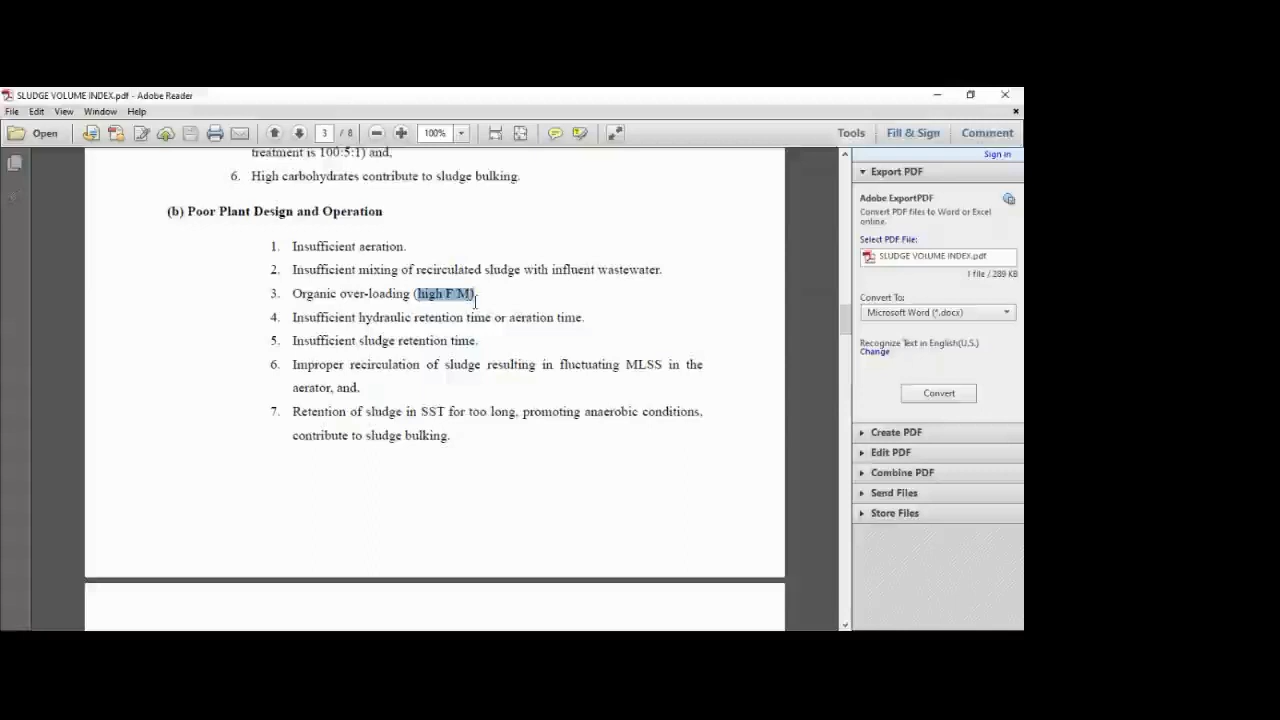 SLUDGE VOLUME INDEX.pdf - Adobe Reader
File Edit View Window Help
Open 3 / 8 100% Tools Fill & Sign Comment
Sign in
treatment is 100:5:1) and,
6. High carbohydrates contribute to sludge bulking.
(b) Poor Plant Design and Operation
1. Insufficient aeration.
2. Insufficient mixing of recirculated sludge with influent wastewater.
3. Organic over-loading (high F M)
4. Insufficient hydraulic retention time or aeration time.
5. Insufficient sludge retention time.
6. Improper recirculation of sludge resulting in fluctuating MLSS in the
aerator, and.
7. Retention of sludge in SST for too long, promoting anaerobic conditions,
contribute to sludge bulking.
Export PDF
Adobe ExportPDF
Convert PDF files to Word or Excel
online.
Select PDF File:
SLUDGE VOLUME INDEX.pdf
1 file / 289 KB
Convert To:
Microsoft Word (*.docx)
Recognize Text in English(U.S.)
Change
Convert
Create PDF
Edit PDF
Combine PDF
Send Files
Store Files